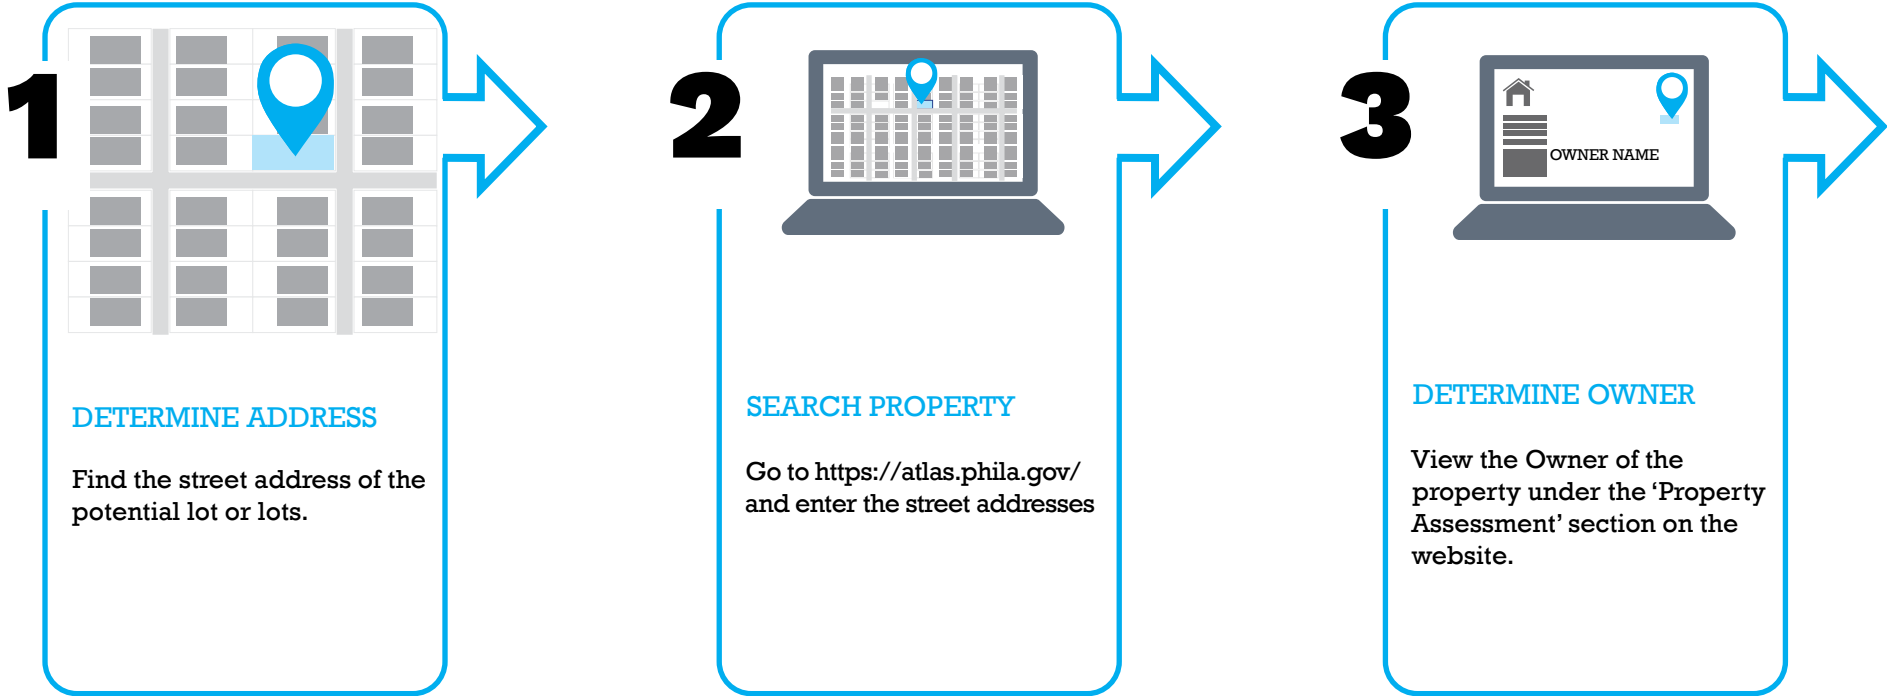 1
DETERMINE ADDRESS
Find the street address of the
potential lot or lots.
2
SEARCH PROPERTY
Go to https://atlas.phila.gov/
and enter the street addresses
3
OWNER NAME
DETERMINE OWNER
View the Owner of the
property under the ‘Property
Assessment’ section on the
website.